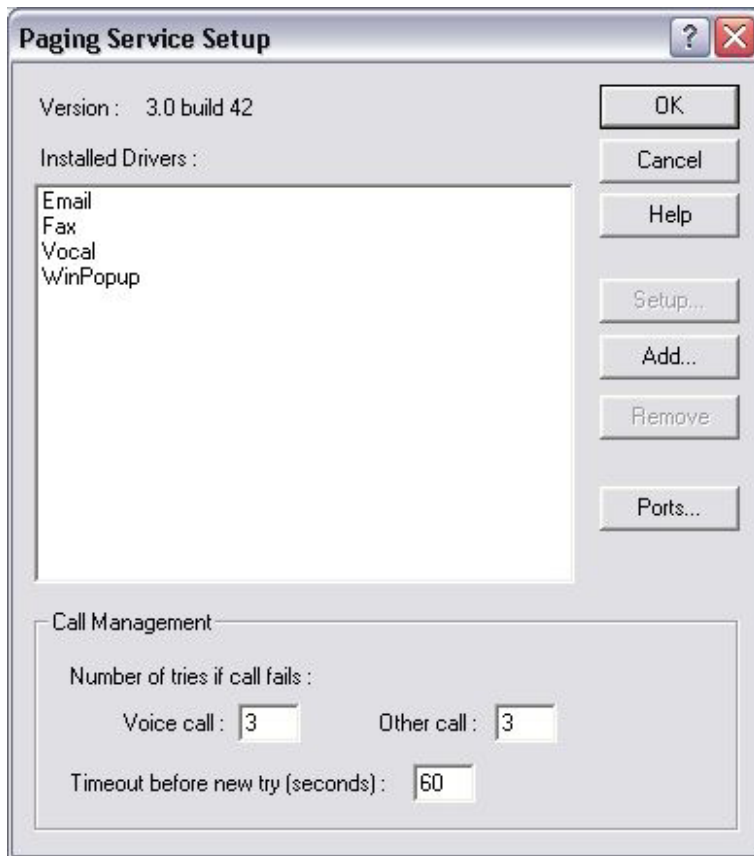 Paging Service Setup
?
Version : 3.0 build 42
OK
Installed Drivers :
Cancel
Email
Fax
Vocal
WinPopup
Help
Setup...
Add...
Remove
Ports...
Call Management
Number of tries if call fails :
Voice call : 3 Other call : 3
Timeout before new try (seconds) : 60